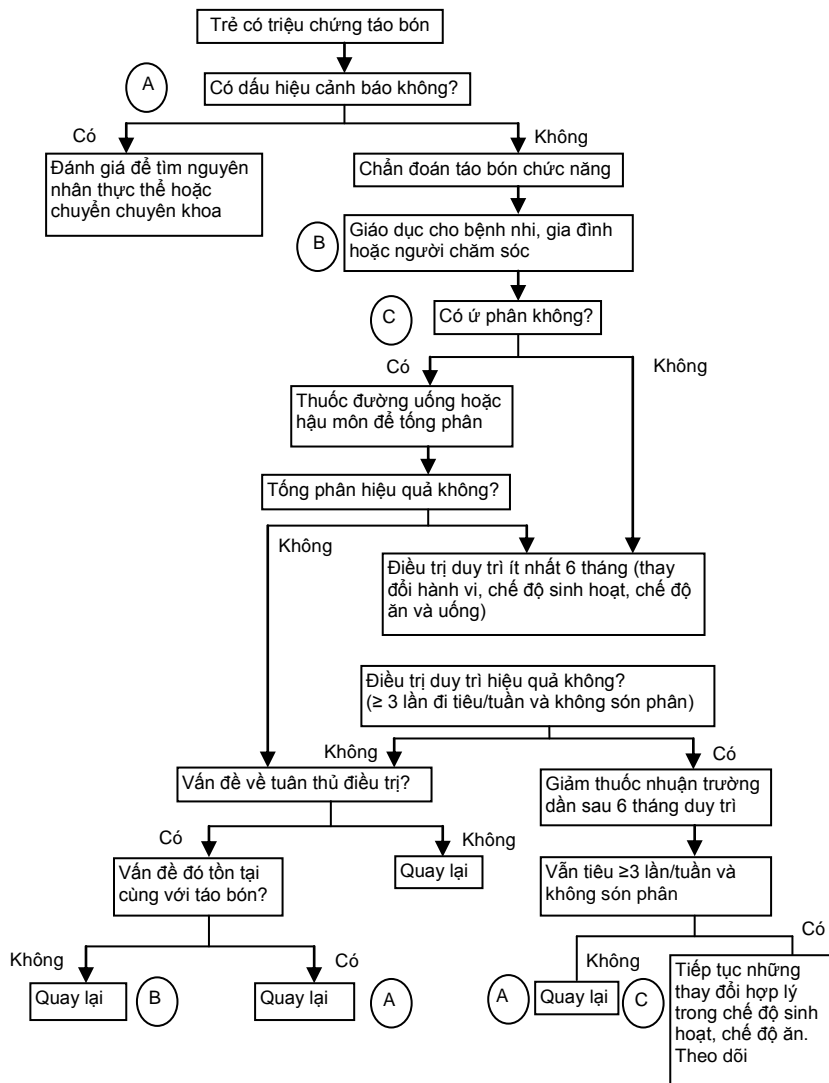 Trẻ có triệu chứng táo bón
A
Có dấu hiệu cảnh báo không?
Có
Không
Đánh giá để tìm nguyên
nhân thực thể hoặc
chuyển chuyên khoa
Chẩn đoán táo bón chức năng
B
Giáo dục cho bệnh nhi, gia đình
hoặc người chăm sóc
C
Có ứ phân không?
Có
Không
Thuốc đường uống hoặc
hậu môn để tống phân
Tống phân hiệu quả không?
Không
Điều trị duy trì ít nhất 6 tháng (thay
đổi hành vi, chế độ sinh hoạt, chế độ
ăn và uống)
Điều trị duy trì hiệu quả không?
(≥ 3 lần đi tiêu/tuần và không són phân)
Không
Có
Vấn đề về tuân thủ điều trị?
Giảm thuốc nhuận trường
dần sau 6 tháng duy trì
Có
Không
Vấn đề đó tồn tại
cùng với táo bón?
Quay lại
Vẫn tiêu ≥3 lần/tuần và
không són phân
Không
Có
Không
Có
Quay lại
B
Quay lại
A
A
Quay lại
C
Tiếp tục những
thay đổi hợp lý
trong chế độ sinh
hoạt, chế độ ăn.
Theo dõi